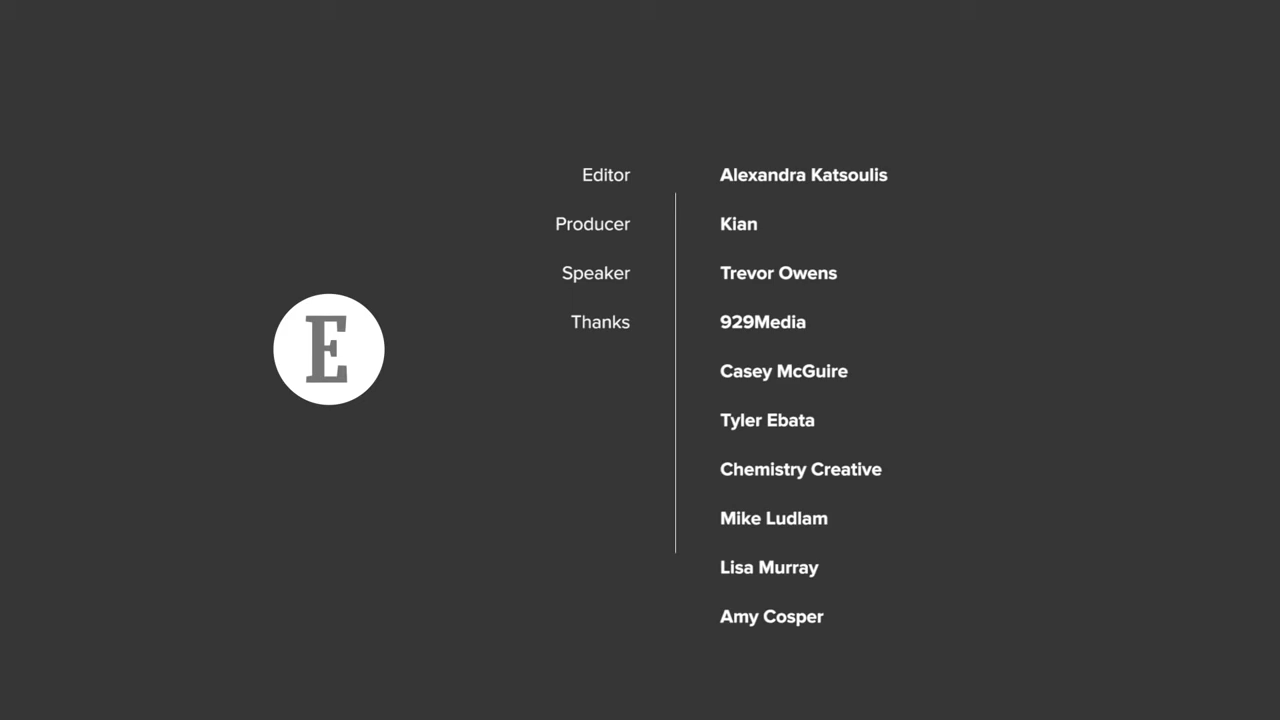 Editor Alexandra Katsoulis
Producer Kian
Speaker Trevor Owens
Thanks 929Media
E
Casey McGuire
Tyler Ebata
Chemistry Creative
Mike Ludlam
Lisa Murray
Amy Cosper